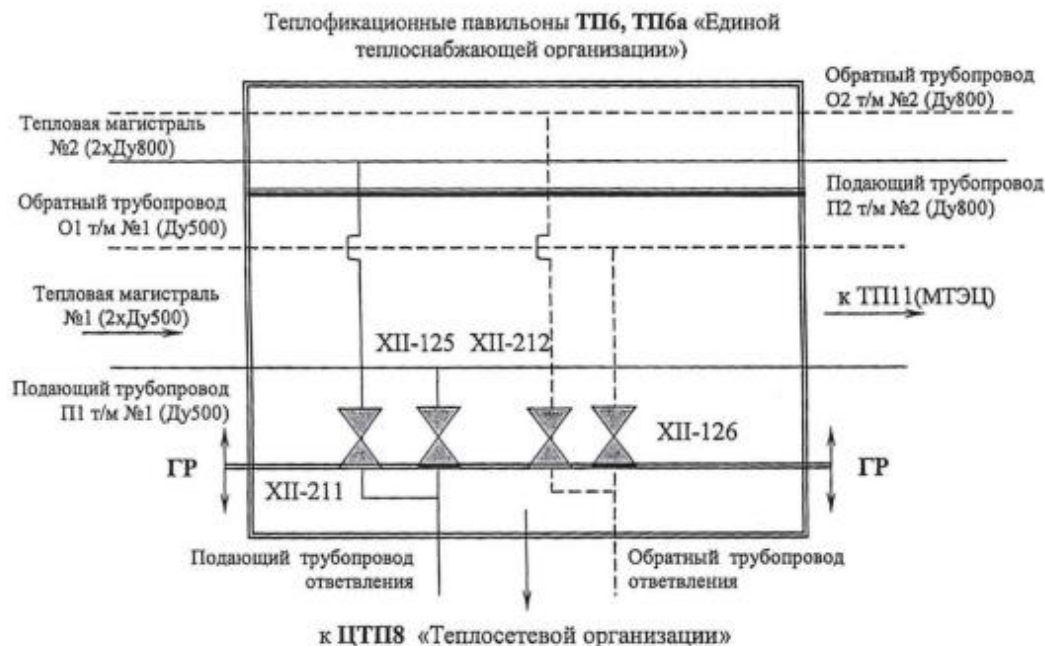 Теплофикационные павильоны ТП6, ТП6а «Единой
теплоснабжающей организации»)
Обратный трубопровод
О2 т/м №2 (Ду800)
Тепловая магистраль
№2 (2хДу800)
Подающий трубопровод
П2 т/м №2 (Ду800)
Обратный трубопровод
О1 т/м №1 (Ду500)
Тепловая магистраль
№1 (2хДу500)
к ТП11(МТЭЦ)
XII-125 XII-212
Подающий трубопровод
П1 т/м №1 (Ду500)
XII-126
ГР
ГР
XII-211
Подающий трубопровод
ответвления
Обратный трубопровод
ответвления
к ЦТП8 «Теплосетевой организации»